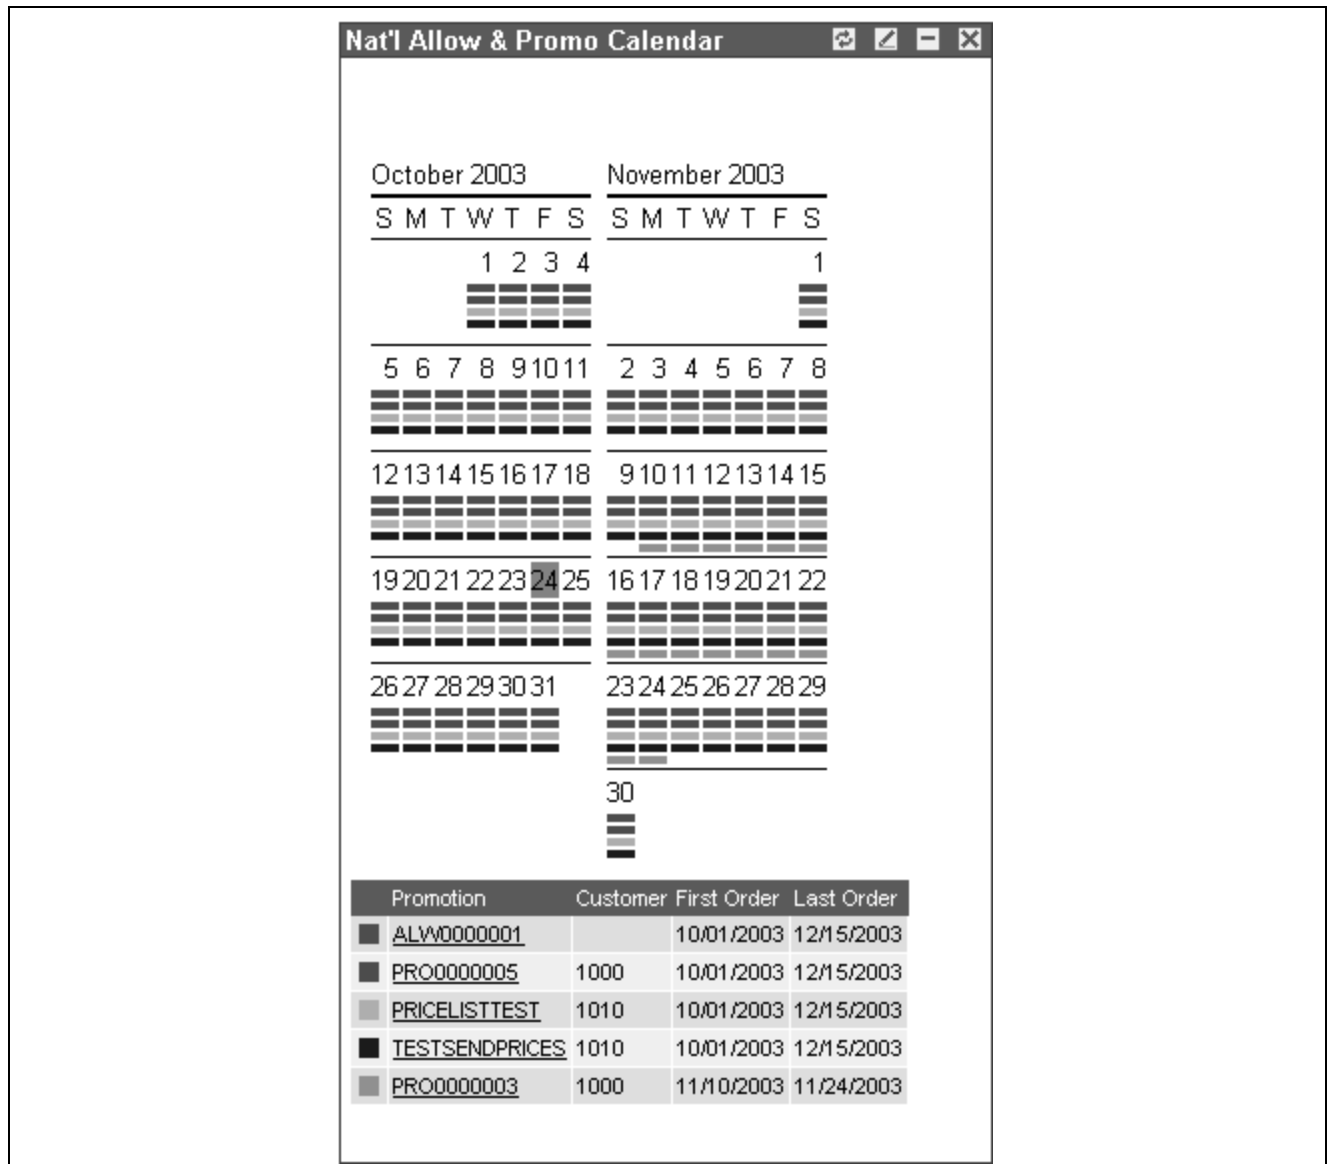 Nat'l Allow & Promo Calendar
October 2003 November 2003
S M T W T F S S M T W T F S
1 2 3 4 1
5 6 7 8 9 10 11 2 3 4 5 6 7 8
12 13 14 15 16 17 18 9 10 11 12 13 14 15
19 20 21 22 23 24 25 16 17 18 19 20 21 22
26 27 28 29 30 31 23 24 25 26 27 28 29
30
Promotion Customer First Order Last Order
ALW0000001 10/01/2003 12/15/2003
PRO0000005 1000 10/01/2003 12/15/2003
PRICELISTTEST 1010 10/01/2003 12/15/2003
TESTSENDPRICES 1010 10/01/2003 12/15/2003
PRO0000003 1000 11/10/2003 11/24/2003